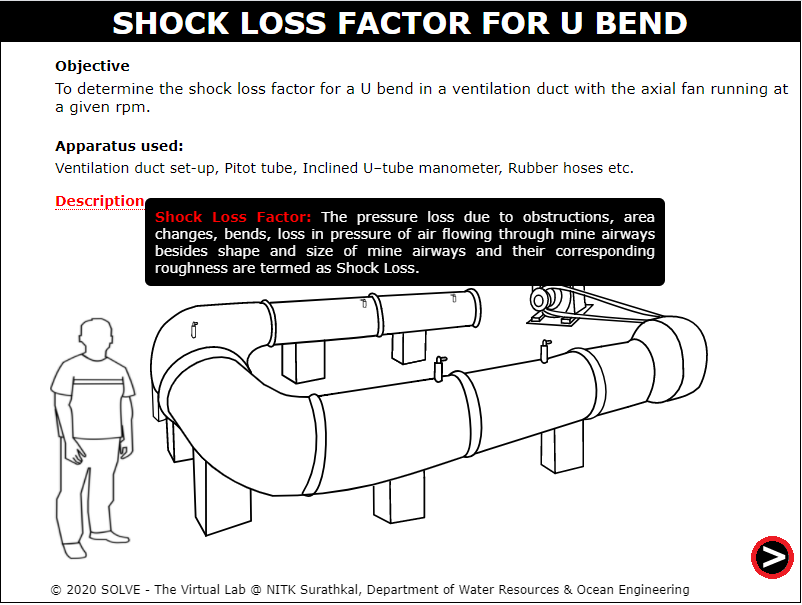 SHOCK LOSS FACTOR FOR U BEND
Objective
To determine the shock loss factor for a U bend in a ventilation duct with the axial fan running at
a given rpm.
Apparatus used:
Ventilation duct set-up, Pitot tube, Inclined U–tube manometer, Rubber hoses etc.
Description
Shock Loss Factor: The pressure loss due to obstructions, area
changes, bends, loss in pressure of air flowing through mine airways
besides shape and size of mine airways and their corresponding
roughness are termed as Shock Loss.
© 2020 SOLVE - The Virtual Lab @ NITK Surathkal, Department of Water Resources & Ocean Engineering